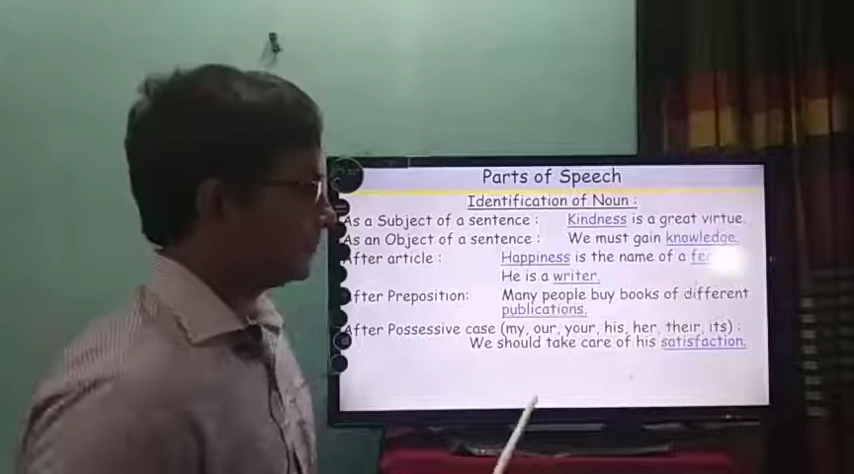 Parts of Speech
Identification of Noun :
As a Subject of a sentence : Kindness is a great virtue.
As an Object of a sentence : We must gain knowledge.
After article : Happiness is the name of a
He is a writer.
After Preposition: Many people buy books of different
publications.
After Possessive case (my, our, your, his, her, their, its) :
We should take care of his satisfaction.